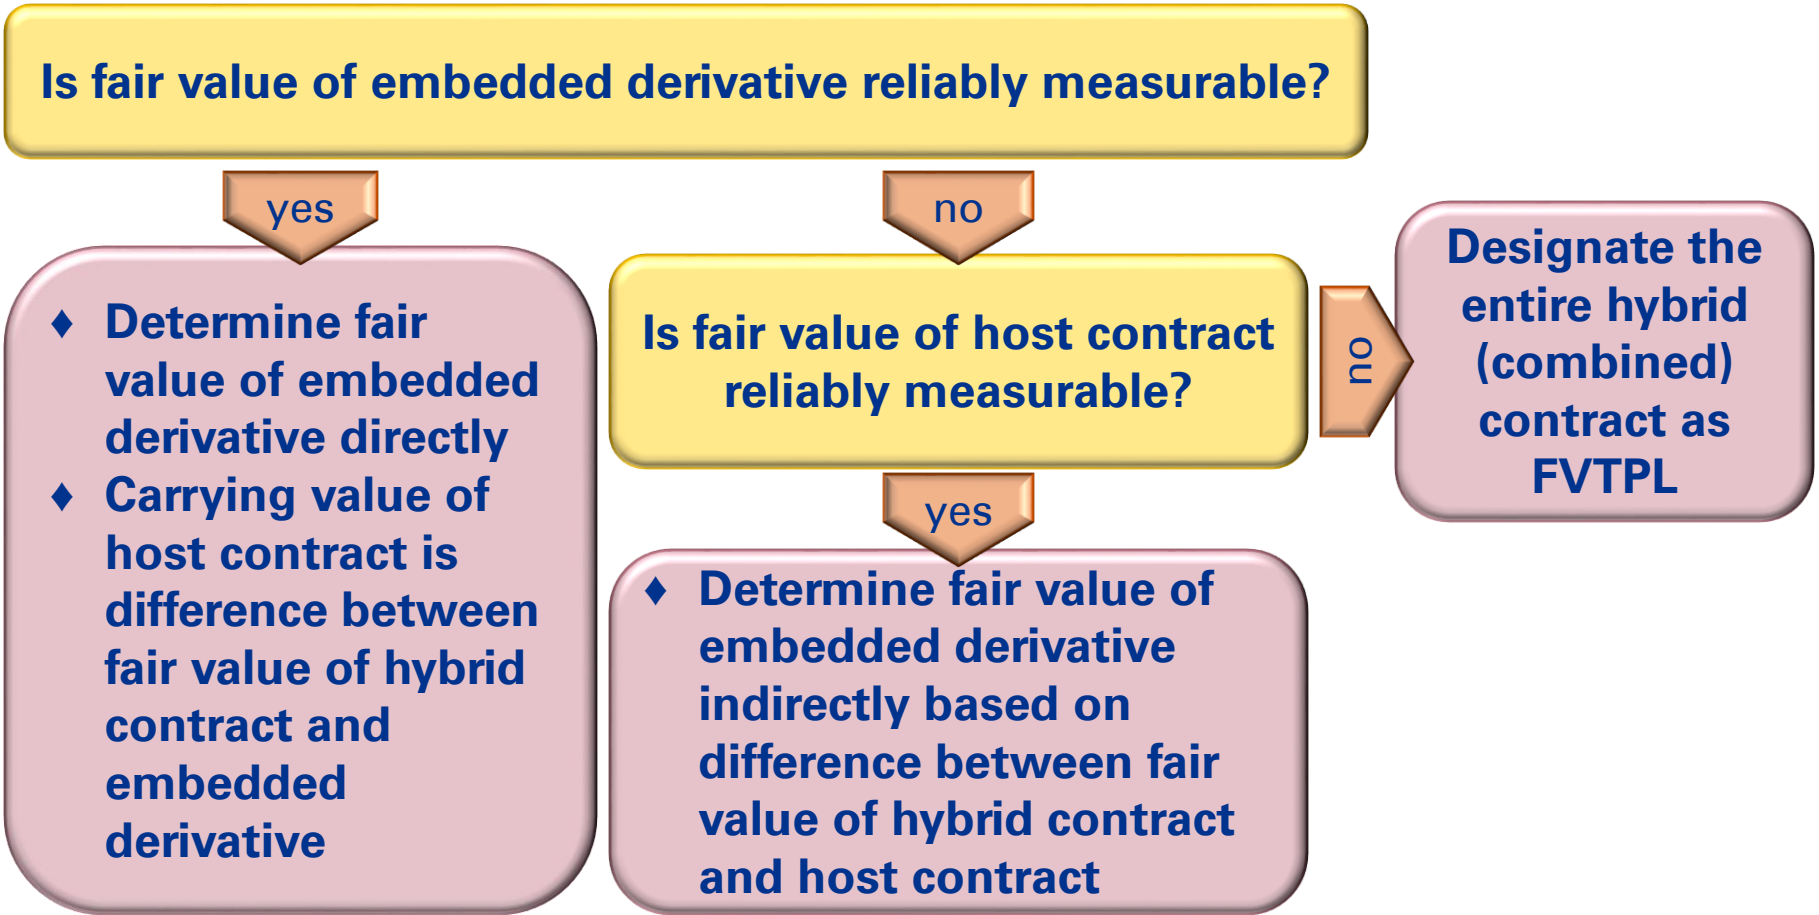 Is fair value of embedded derivative reliably measurable?
yes
no
♦ Determine fair
value of embedded
derivative directly
♦ Carrying value of
host contract is
difference between
fair value of hybrid
contract and
embedded
derivative
Is fair value of host contract
reliably measurable?
no
Designate the
entire hybrid
(combined)
contract as
FVTPL
yes
♦ Determine fair value of
embedded derivative
indirectly based on
difference between fair
value of hybrid contract
and host contract